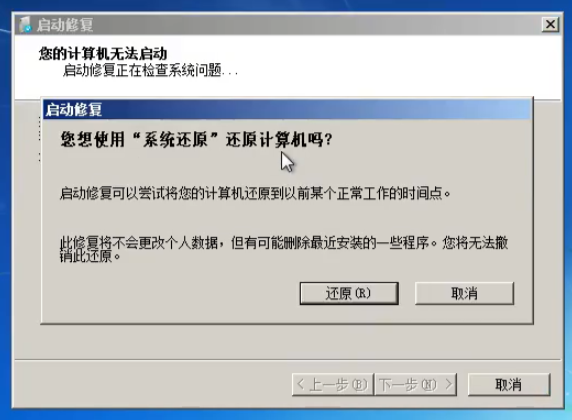 启动修复
您的计算机无法启动
启动修复正在检查系统问题...
启动修复
您想使用“系统还原”还原计算机吗?
启动修复可以尝试将您的计算机还原到以前某个正常工作的时间点。
此修复将不会更改个人数据，但有可能删除最近安装的一些程序。您将无法撤
销此还原。
还原(R) 取消
< 上一步(B) 下一步(N) > 取消